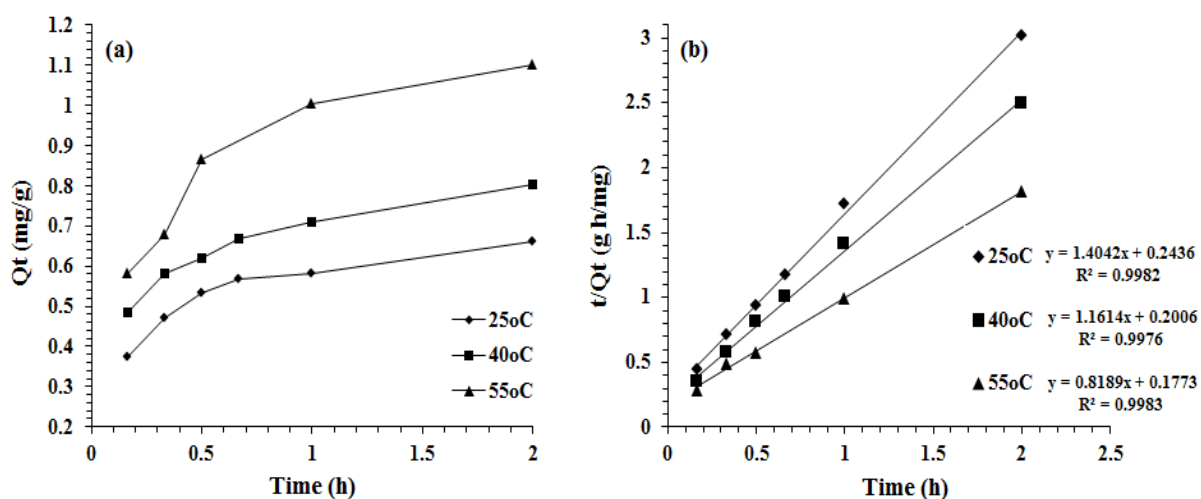 (a)
Qt (mg/g)
1.2
1.1
1
0.9
0.8
0.7
0.6
0.5
0.4
0.3
0.2
0
0.5
1
2
Time (h)
25oC
40oC
55oC
(b)
t/Qt (g h/mg)
3
2.5
2
1.5
1
0.5
0
0
0.5
1
1.5
2
2.5
Time (h)
25oC y = 1.4042x + 0.2436
R² = 0.9982
40oC y = 1.1614x + 0.2006
R² = 0.9976
55oC y = 0.8189x + 0.1773
R² = 0.9983